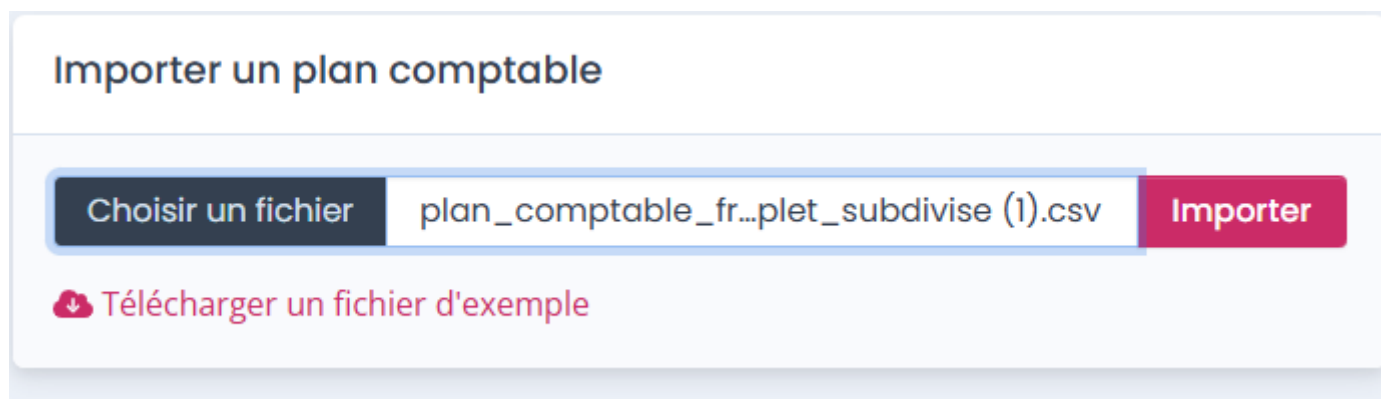 Importer un plan comptable
Choisir un fichier plan_comptable_fr...plet_subdivise (1).csv Importer
Télécharger un fichier d'exemple